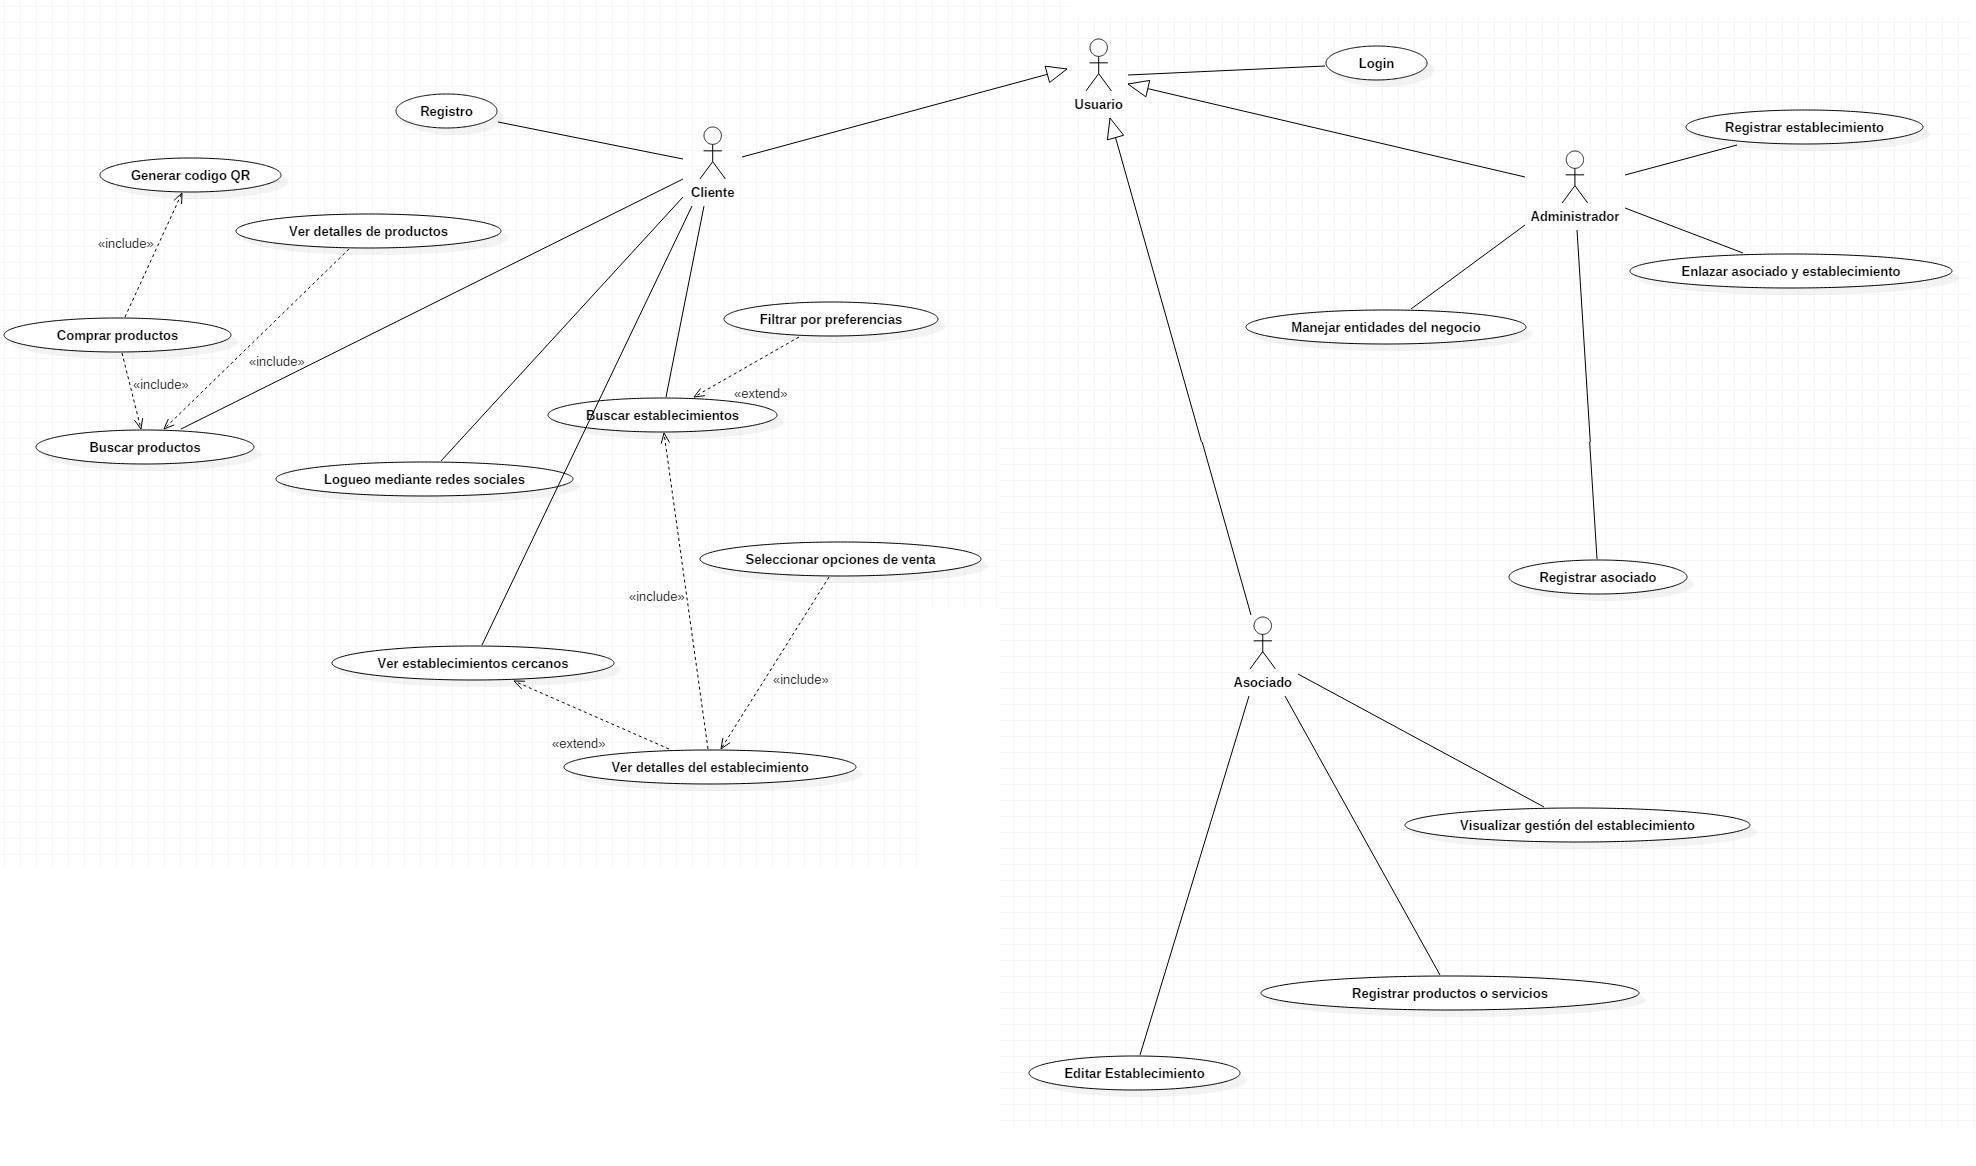 Usuario
Login
Registro
Registrar establecimiento
Generar codigo QR
Cliente
Administrador
Ver detalles de productos
«include»
Enlazar asociado y establecimiento
Filtrar por preferencias
Manejar entidades del negocio
Comprar productos
«include»
«include»
«extend»
Buscar establecimientos
Buscar productos
Logueo mediante redes sociales
Seleccionar opciones de venta
Registrar asociado
«include»
Ver establecimientos cercanos
«include»
Asociado
«extend»
Ver detalles del establecimiento
Visualizar gestión del establecimiento
Registrar productos o servicios
Editar Establecimiento